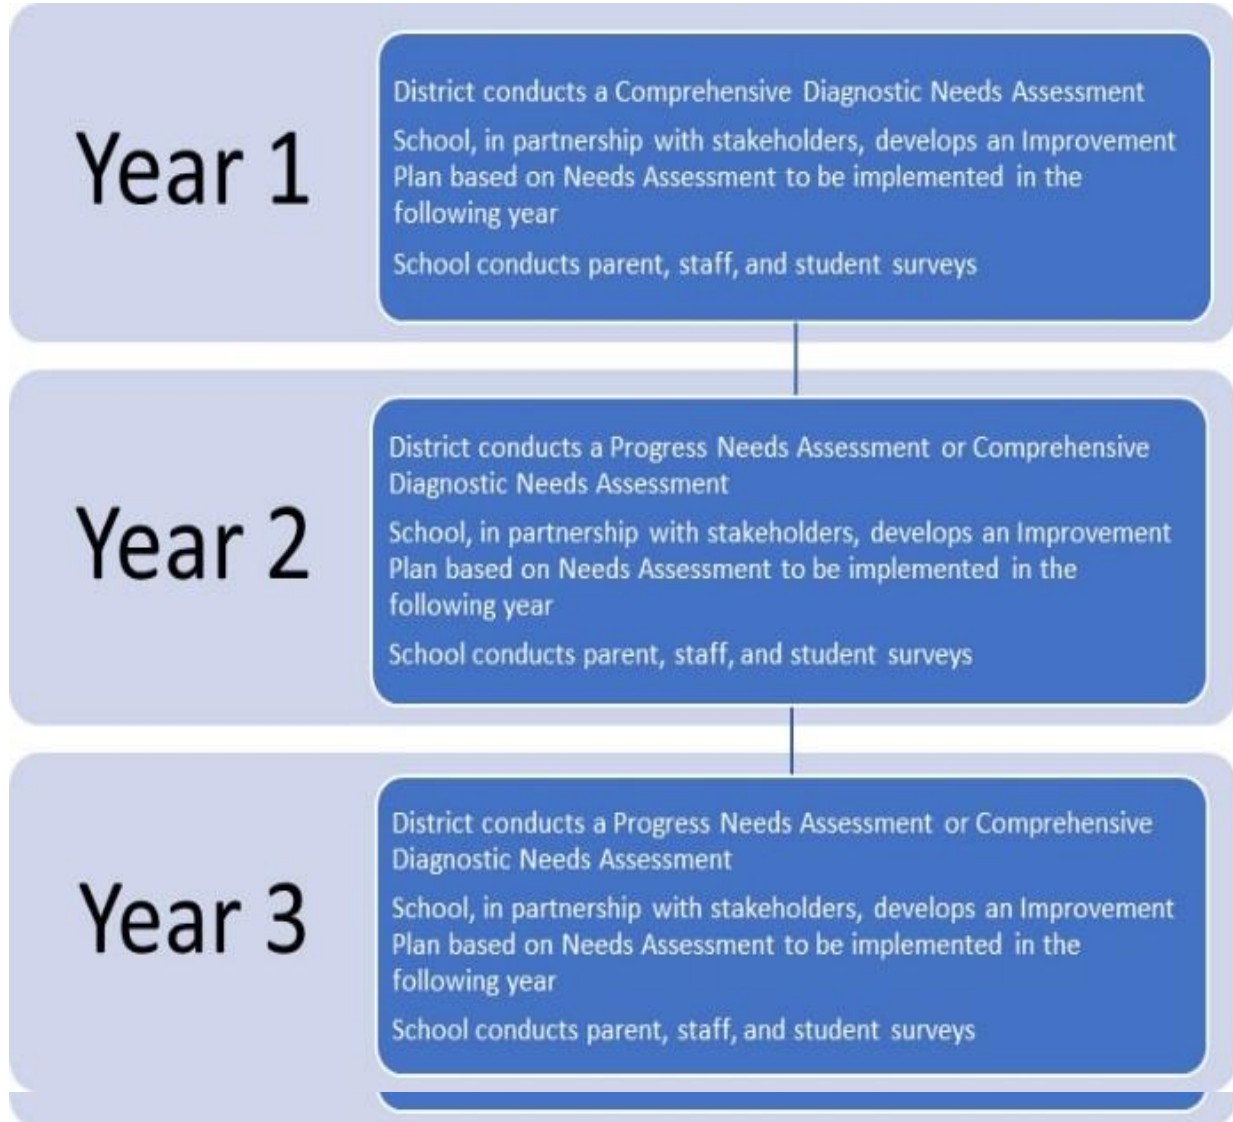 Year 1
District conducts a Comprehensive Diagnostic Needs Assessment
School, in partnership with stakeholders, develops an Improvement
Plan based on Needs Assessment to be implemented in the
following year
School conducts parent, staff, and student surveys
Year 2
District conducts a Progress Needs Assessment or Comprehensive
Diagnostic Needs Assessment
School, in partnership with stakeholders, develops an Improvement
Plan based on Needs Assessment to be implemented in the
following year
School conducts parent, staff, and student surveys
Year 3
District conducts a Progress Needs Assessment or Comprehensive
Diagnostic Needs Assessment
School, in partnership with stakeholders, develops an Improvement
Plan based on Needs Assessment to be implemented in the
following year
School conducts parent, staff, and student surveys